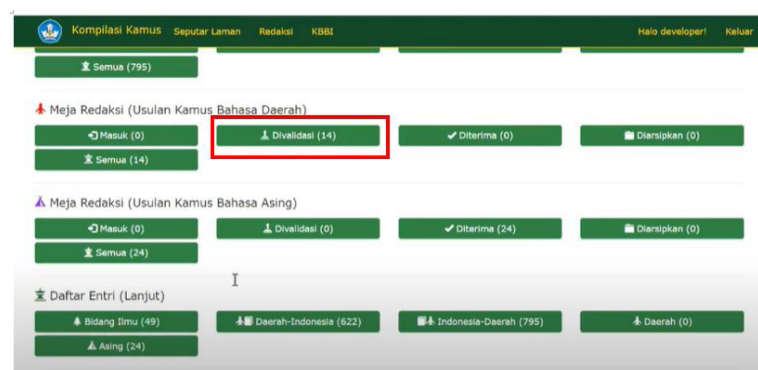 Kompilasi Kamus Seputar Laman Redaksi KBBI Halo developer! Keluar
Semua (795)
Meja Redaksi (Usulan Kamus Bahasa Daerah)
Masuk (0) Divalidasi (14) Diterima (0) Diarsipkan (0)
Semua (14)
Meja Redaksi (Usulan Kamus Bahasa Asing)
Masuk (0) Divalidasi (0) Diterima (24) Diarsipkan (0)
Semua (24)
Daftar Entri (Lanjut)
Bidang Ilmu (49) Daerah-Indonesia (622) Indonesia-Daerah (795) Daerah (0)
Asing (24)